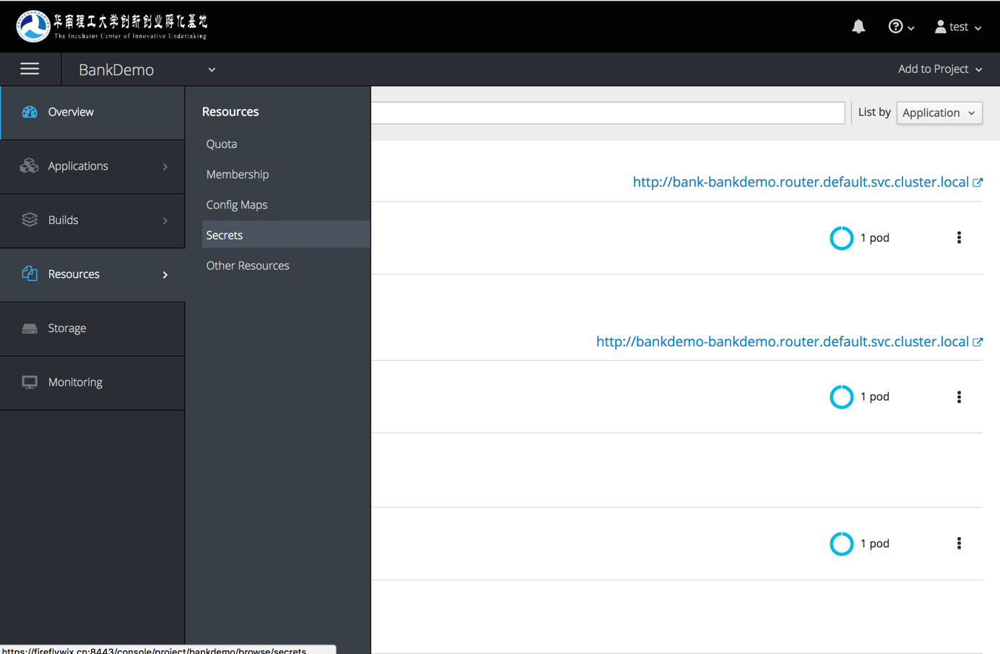 华南理工大学创新创业孵化基地
The Incubator Center of Innovative Undertaking
test
BankDemo
Add to Project
Overview
Applications
Builds
Resources
Storage
Monitoring
Resources
Quota
Membership
Config Maps
Secrets
Other Resources
List by
Application
http://bank-bankdemo.router.default.svc.cluster.local
1 pod
http://bankdemo-bankdemo.router.default.svc.cluster.local
1 pod
1 pod
https://fireflywix.cn:8443/console/project/bankdemo/browse/secrets